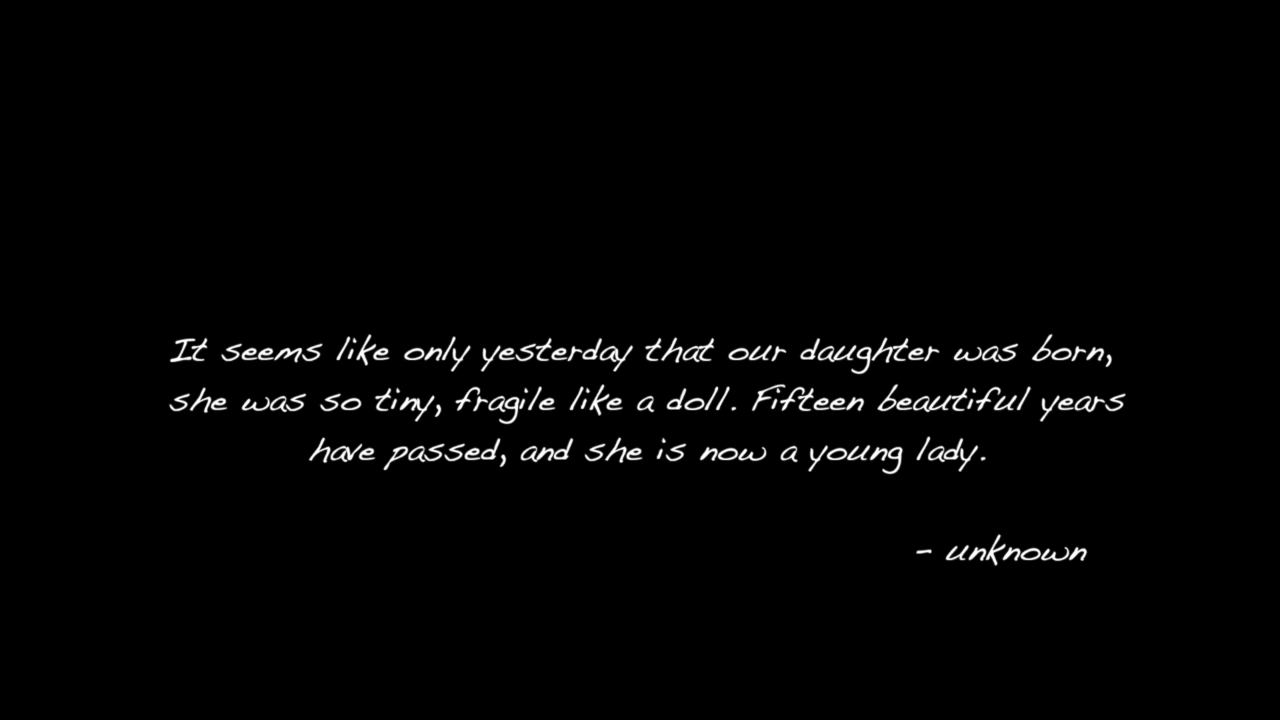 It seems like only yesterday that our daughter was born,
she was so tiny, fragile like a doll. Fifteen beautiful years
have passed, and she is now a young lady.
- unknown